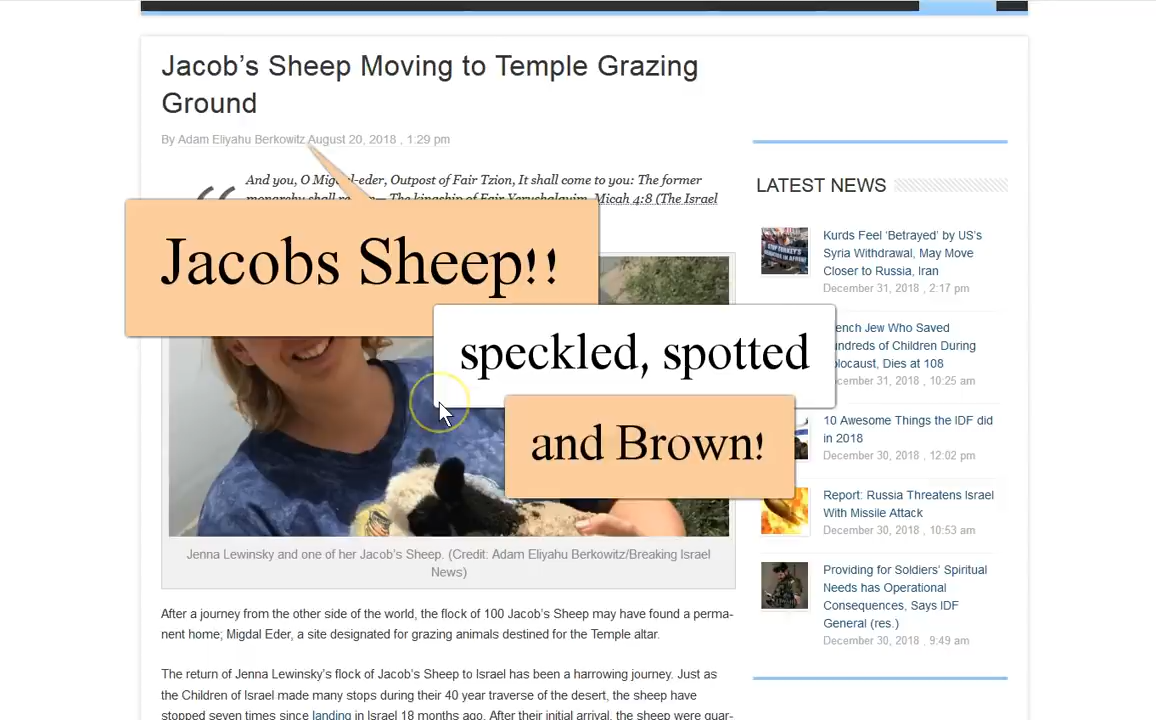 Jacob’s Sheep Moving to Temple Grazing
Ground
By Adam Eliyahu Berkowitz August 20, 2018 , 1:29 pm
And you, O Mig al-eder, Outpost of Fair Tzion, It shall come to you: The former
monarchy shall re — The kingship of Fair Yerushalayim. Micah 4:8 (The Israel
Jacobs Sheep!!
speckled, spotted
and Brown!
Jenna Lewinsky and one of her Jacob’s Sheep. (Credit: Adam Eliyahu Berkowitz/Breaking Israel
News)
After a journey from the other side of the world, the flock of 100 Jacob’s Sheep may have found a perma-
nent home; Migdal Eder, a site designated for grazing animals destined for the Temple altar.
The return of Jenna Lewinsky’s flock of Jacob’s Sheep to Israel has been a harrowing journey. Just as
the Children of Israel made many stops during their 40 year traverse of the desert, the sheep have
stopped seven times since landing in Israel 18 months ago. After their initial arrival, the sheep were quar-
LATEST NEWS
Kurds Feel ‘Betrayed’ by US’s
Syria Withdrawal, May Move
Closer to Russia, Iran
December 31, 2018 , 2:17 pm
ench Jew Who Saved
undreds of Children During
olocaust, Dies at 108
cember 31, 2018 , 10:25 am
10 Awesome Things the IDF did
in 2018
December 30, 2018 , 12:02 pm
Report: Russia Threatens Israel
With Missile Attack
December 30, 2018 , 10:53 am
Providing for Soldiers’ Spiritual
Needs has Operational
Consequences, Says IDF
General (res.)
December 30, 2018 , 9:49 am